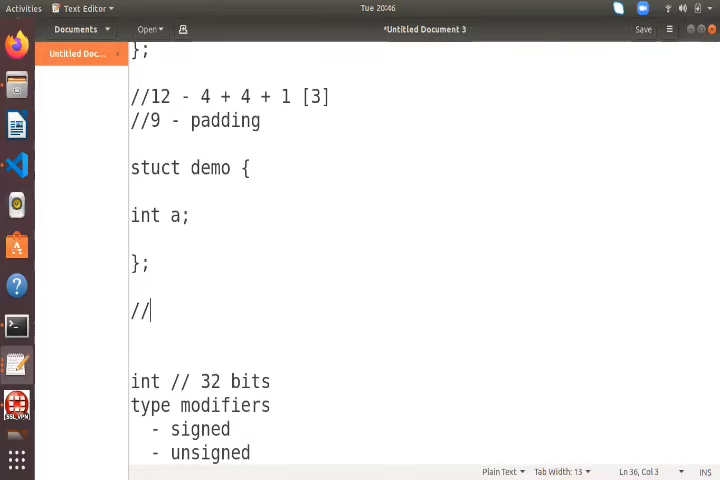 Activities Text Editor Tue 20:46
Documents Open *Untitled Document 3 Save
Untitled Doc...
};
//12 - 4 + 4 + 1 [3]
//9 - padding
stuct demo {
int a;
};
//
int // 32 bits
type modifiers
- signed
- unsigned
SSL_VPN
Plain Text Tab Width: 13 Ln 36, Col 3 INS